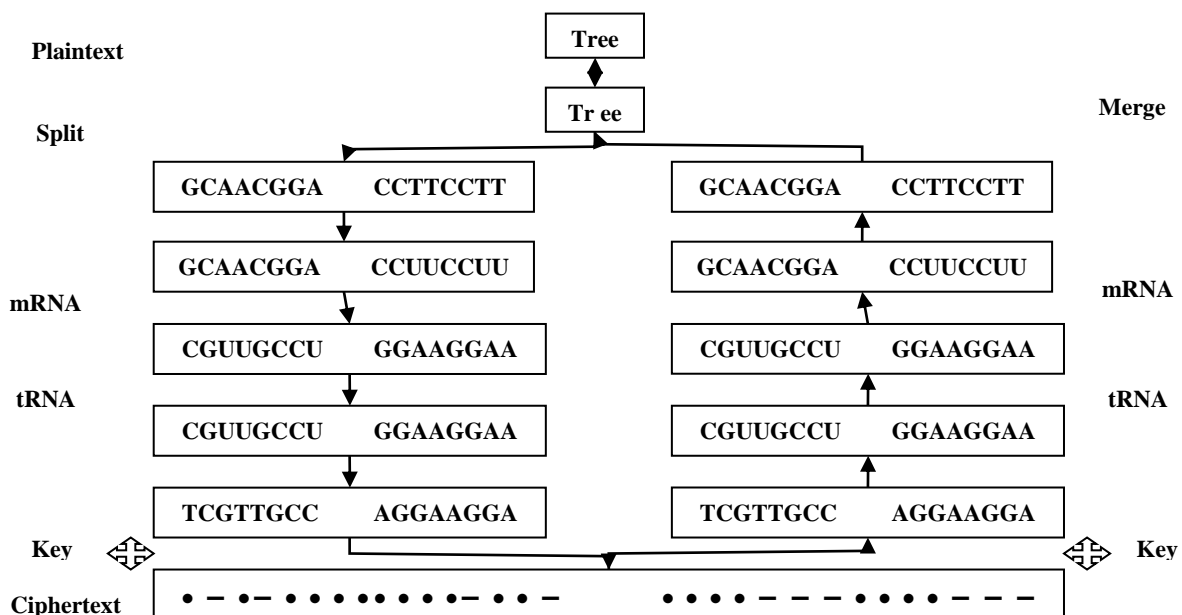 Tree
Plaintext
Tr ee
Merge
Split
GCAACGGA CCTTCCTT GCAACGGA CCTTCCTT
GCAACGGA CCUUCCUU GCAACGGA CCUUCCUU
mRNA mRNA
CGUUGCCU GGAAGGAA CGUUGCCU GGAAGGAA
tRNA tRNA
CGUUGCCU GGAAGGAA CGUUGCCU GGAAGGAA
TCGTTGCC AGGAAGGA TCGTTGCC AGGAAGGA
Key Key
Ciphertext • – •– • • • ••• • •– • • – • • • • – – – – • • • • – – – –